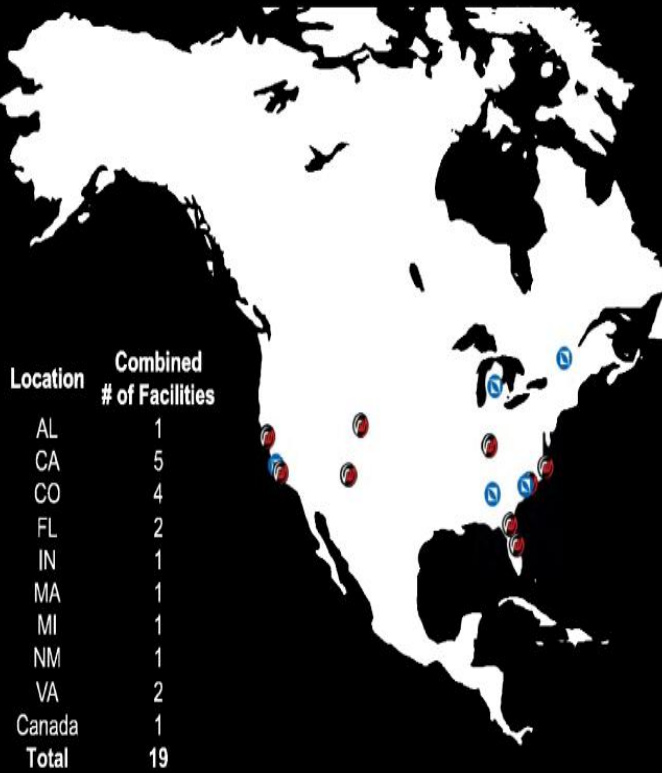 Location Combined # of Facilities
AL 1
CA 5
CO 4
FL 2
IN 1
MA 1
MI 1
NM 1
VA 2
Canada 1
Total 19